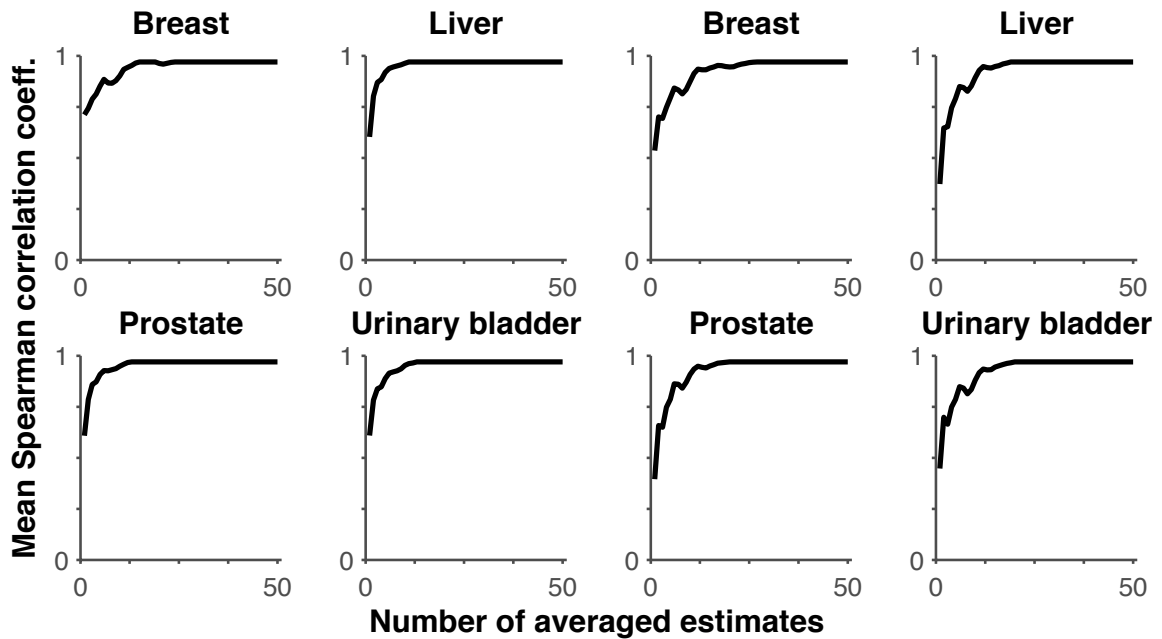 Breast Liver Breast Liver
Mean Spearman correlation coeff.
1 1 1 1
0 0 0 0
0 50 0 50 0 50 0 50
Prostate Urinary bladder Prostate Urinary bladder
1 1 1 1
0 0 0 0
0 50 0 50 0 50 0 50
Number of averaged estimates